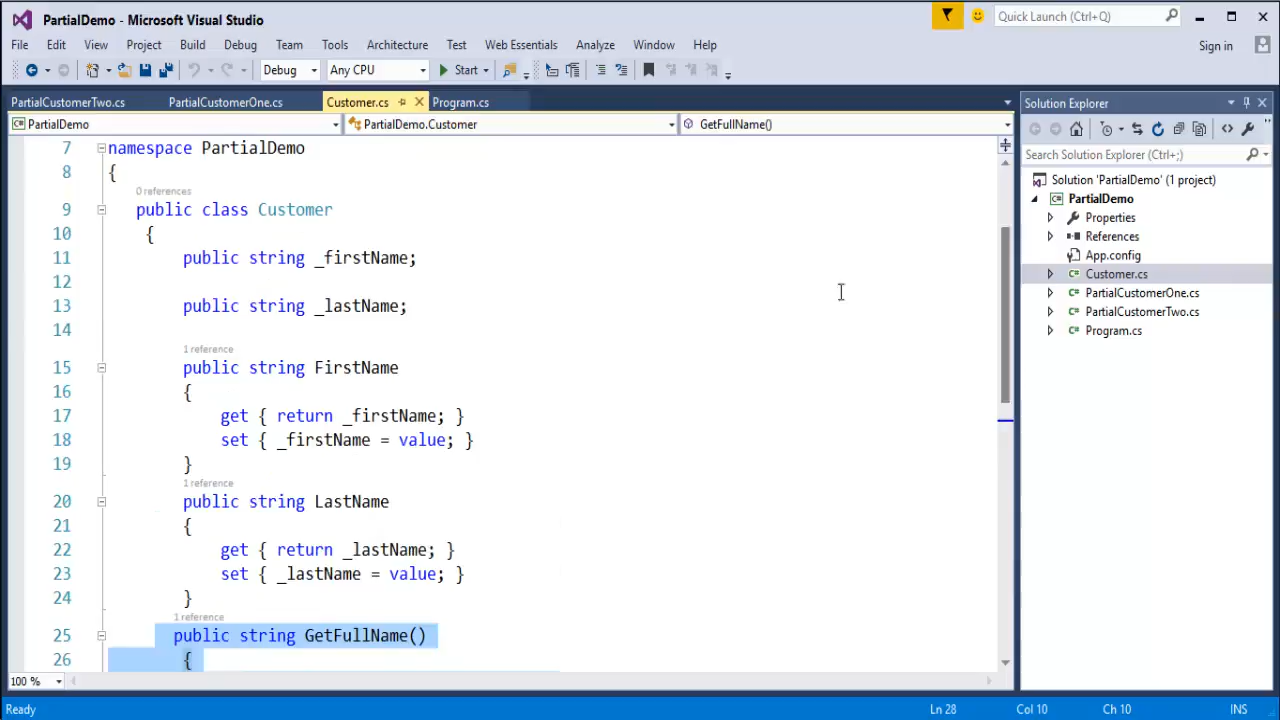 PartialDemo - Microsoft Visual Studio
Quick Launch (Ctrl+Q)
File Edit View Project Build Debug Team Tools Architecture Test Web Essentials Analyze Window Help
Sign in
Debug Any CPU Start
PartialCustomerTwo.cs PartialCustomerOne.cs Customer.cs Program.cs
PartialDemo PartialDemo.Customer GetFullName()
7 namespace PartialDemo
8 {
0 references
9 public class Customer
10 {
11 public string _firstName;
12
13 public string _lastName;
14
1 reference
15 public string FirstName
16 {
17 get { return _firstName; }
18 set { _firstName = value; }
19 }
1 reference
20 public string LastName
21 {
22 get { return _lastName; }
23 set { _lastName = value; }
24 }
1 reference
25 public string GetFullName()
26 {
100 %
Solution Explorer
Search Solution Explorer (Ctrl+;)
Solution 'PartialDemo' (1 project)
C# PartialDemo
Properties
References
App.config
C# Customer.cs
C# PartialCustomerOne.cs
C# PartialCustomerTwo.cs
C# Program.cs
Ready Ln 28 Col 10 Ch 10 INS